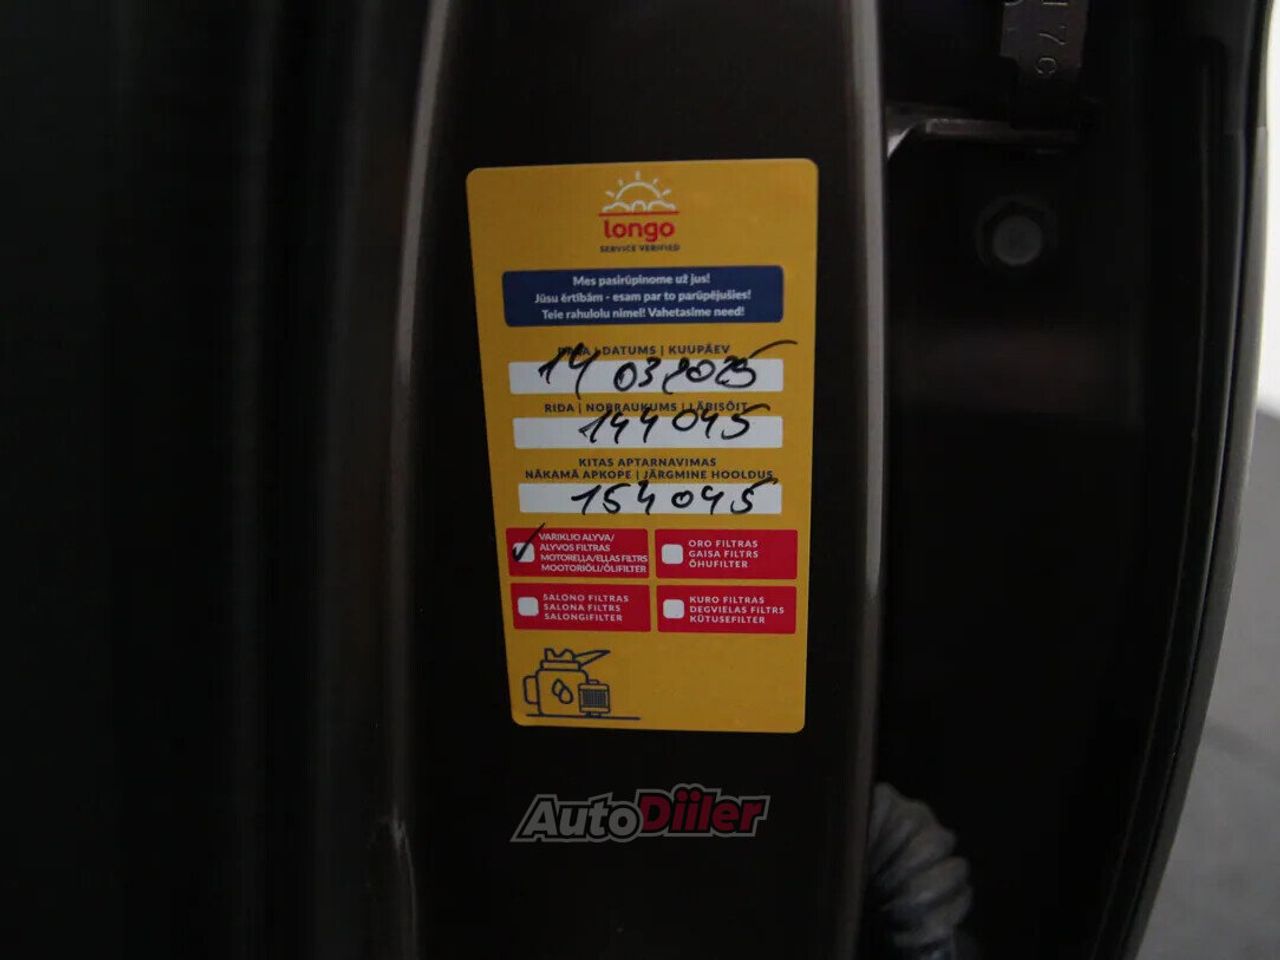 H7C
longo
SERVICE VERIFIED
Mes pasirūpinome už jus!
Jūsu ērtībām - esam par to parūpējušies!
Teie rahulolu nimel! Vahetasime need!
DATA | DATUMS | KUUPÄEV
14 03 2025
RIDA | NOBRAUKUMS | LÄBISÕIT
144045
KITAS APTARNAVIMAS
NĀKAMĀ APKOPE | JÄRGMINE HOOLDUS
154045
VARIKLIO ALYVA/
ALYVOS FILTRAS
MOTOREĻĻA/EĻĻAS FILTRS
MOOTORIÕLI/ÕLIFILTER
ORO FILTRAS
GAISA FILTRS
ÕHUFILTER
SALONO FILTRAS
SALONA FILTRS
SALONGIFILTER
KURO FILTRAS
DEGVIELAS FILTRS
KÜTUSEFILTER
AutoDiiler